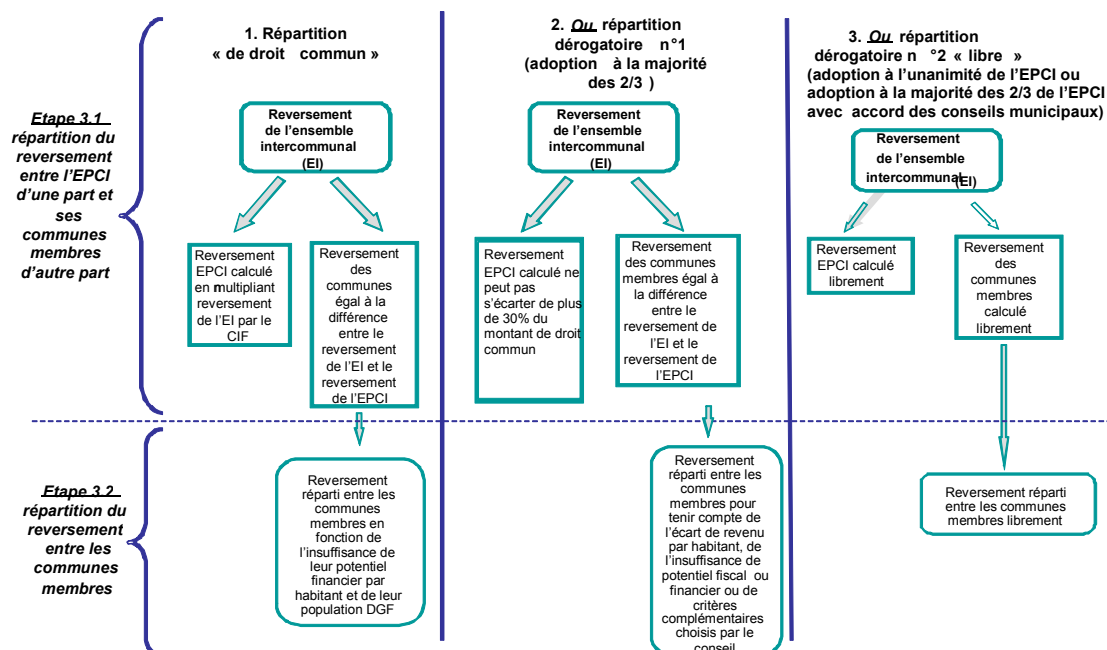 1. Répartition
« de droit commun »
2. Ou répartition
dérogatoire n°1
(adoption à la majorité
des 2/3 )
3. Ou répartition
dérogatoire n °2 « libre »
(adoption à l'unanimité de l'EPCI ou
adoption à la majorité des 2/3 de l'EPCI
avec accord des conseils municipaux)
Etape 3.1
répartition du
reversement
entre l'EPCI
d'une part et
ses
communes
membres
d'autre part
Reversement
de l'ensemble
intercommunal
(EI)
Reversement
EPCI calculé
en multipliant
reversement
de l'EI par le
CIF
Reversement
des
communes
égal à la
différence
entre le
reversement
de l'EI et le
reversement
de l'EPCI
Reversement
de l'ensemble
intercommunal
(EI)
Reversement
EPCI calculé ne
peut pas
s'écarter de plus
de 30% du
montant de droit
commun
Reversement
des communes
membres égal à
la différence
entre le
reversement de
l'EI et le
reversement de
l'EPCI
Reversement
de l'ensemble
intercommunal
(EI)
Reversement
EPCI calculé
librement
Reversement
des
communes
membres
calculé
librement
Etape 3.2
répartition du
reversement
entre les
communes
membres
Reversement
réparti entre les
communes
membres en
fonction de
l'insuffisance de
leur potentiel
financier par
habitant et de leur
population DGF
Reversement
réparti entre les
communes
membres pour
tenir compte de
l'écart de revenu
par habitant, de
l'insuffisance de
potentiel fiscal ou
financier ou de
critères
complémentaires
choisis par le
conseil
Reversement réparti
entre les communes
membres librement